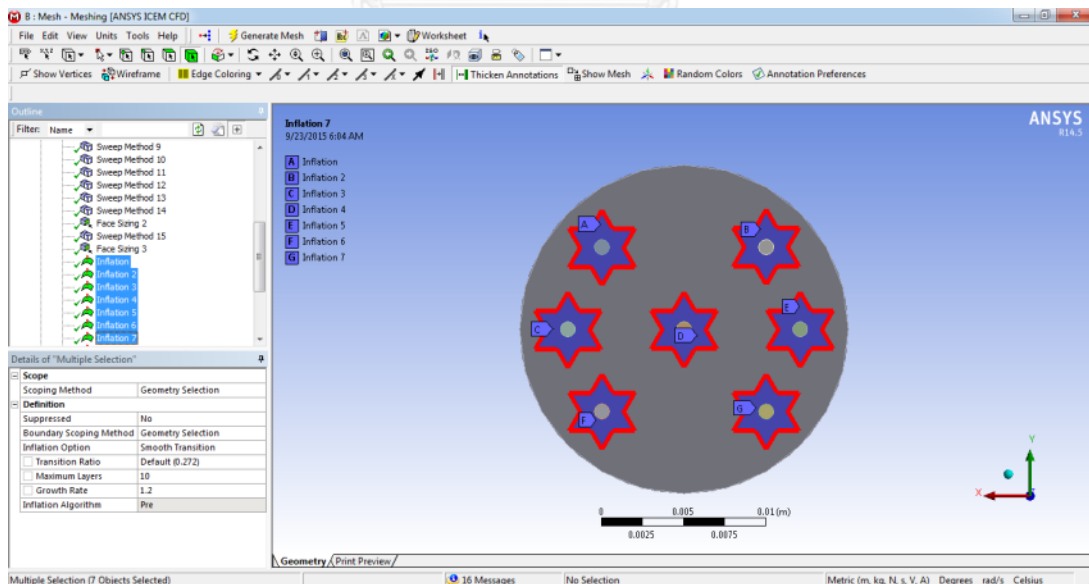 B : Mesh - Meshing [ANSYS ICEM CFD]
File Edit View Units Tools Help Generate Mesh Worksheet
Show Vertices Wireframe Edge Coloring Thicken Annotations Show Mesh Random Colors Annotation Preferences
Outline
Filter: Name
Sweep Method 9
Sweep Method 10
Sweep Method 11
Sweep Method 12
Sweep Method 13
Sweep Method 14
Face Sizing 2
Sweep Method 15
Face Sizing 3
Inflation
Inflation 2
Inflation 3
Inflation 4
Inflation 5
Inflation 6
Inflation 7
Details of "Multiple Selection"
Scope
Scoping Method Geometry Selection
Definition
Suppressed No
Boundary Scoping Method Geometry Selection
Inflation Option Smooth Transition
Transition Ratio Default (0.272)
Maximum Layers 10
Growth Rate 1.2
Inflation Algorithm Pre
Inflation 7
9/23/2015 6:04 AM
A Inflation
B Inflation 2
C Inflation 3
D Inflation 4
E Inflation 5
F Inflation 6
G Inflation 7
ANSYS
R14.5
A
B
C
D
E
F
G
Y
X
0 0.005 0.01 (m)
0.0025 0.0075
Geometry Print Preview
Multiple Selection (7 Objects Selected) 16 Messages No Selection Metric (m, kg, N, s, V, A) Degrees rad/s Celsius